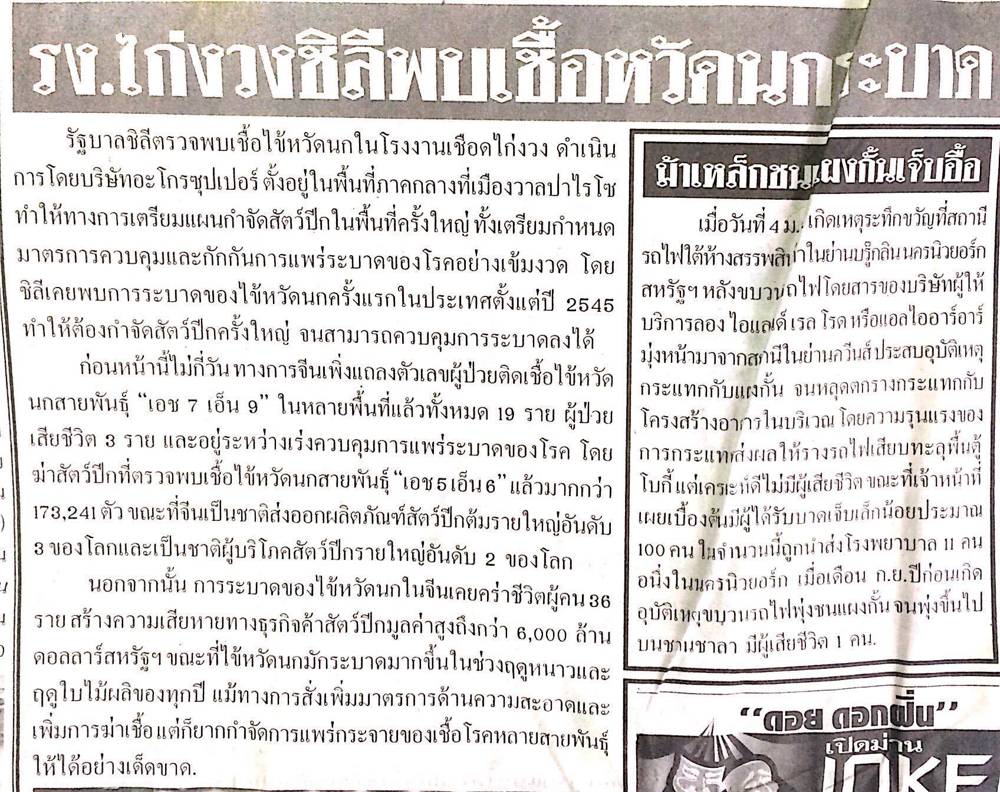 รง.ไก่งวงชิลีพบเชื้อหวัดนกระบาด
รัฐบาลชิลีตรวจพบเชื้อไข้หวัดนกในโรงงานเชือดไก่งวง ดำเนิน
การโดยบริษัทอะโกรซุปเปอร์ ตั้งอยู่ในพื้นที่ภาคกลางที่เมืองวาลปาไรโซ
ทำให้ทางการเตรียมแผนกำจัดสัตว์ปีกในพื้นที่ครั้งใหญ่ ทั้งเตรียมกำหนด
มาตรการควบคุมและกักกันการแพร่ระบาดของโรคอย่างเข้มงวด โดย
ชิลีเคยพบการระบาดของไข้หวัดนกครั้งแรกในประเทศตั้งแต่ปี 2545
ทำให้ต้องกำจัดสัตว์ปีกครั้งใหญ่ จนสามารถควบคุมการระบาดลงได้
ก่อนหน้านี้ไม่กี่วัน ทางการจีนเพิ่งแถลงตัวเลขผู้ป่วยติดเชื้อไข้หวัด
นกสายพันธุ์ “เอช 7 เอ็น 9” ในหลายพื้นที่แล้วทั้งหมด 19 ราย ผู้ป่วย
เสียชีวิต 3 ราย และอยู่ระหว่างเร่งควบคุมการแพร่ระบาดของโรค โดย
ฆ่าสัตว์ปีกที่ตรวจพบเชื้อไข้หวัดนกสายพันธุ์ “เอช 5 เอ็น 6” แล้วมากกว่า
173,241 ตัว ขณะที่จีนเป็นชาติส่งออกผลิตภัณฑ์สัตว์ปีกต้มรายใหญ่อันดับ
3 ของโลกและเป็นชาติผู้บริโภคสัตว์ปีกรายใหญ่อันดับ 2 ของโลก
นอกจากนั้น การระบาดของไข้หวัดนกในจีนเคยคร่าชีวิตผู้คน 36
ราย สร้างความเสียหายทางธุรกิจค้าสัตว์ปีกมูลค่าสูงถึงกว่า 6,000 ล้าน
ดอลลาร์สหรัฐฯ ขณะที่ไข้หวัดนกมักระบาดมากขึ้นในช่วงฤดูหนาวและ
ฤดูใบไม้ผลิของทุกปี แม้ทางการสั่งเพิ่มมาตรการด้านความสะอาดและ
เพิ่มการฆ่าเชื้อ แต่ก็ยากกำจัดการแพร่กระจายของเชื้อโรคหลายสายพันธุ์
ให้ได้อย่างเด็ดขาด.
ม้าเหล็กชนแผงกั้นเจ็บอื้อ
เมื่อวันที่ 4 ม. เกิดเหตุระทึกขวัญที่สถานี
รถไฟใต้ห้างสรรพสินค้าในย่านบรู๊กลิน นครนิวยอร์ก
สหรัฐฯ หลังขบวนรถไฟโดยสารของบริษัทผู้ให้
บริการลอง ไอแลนด์ เรล โรด หรือแอลไออาร์อาร์
มุ่งหน้ามาจากสถานีในย่านควีนส์ ประสบอุบัติเหตุ
กระแทกกับแผงกั้น จนหลุดตกรางกระแทกกับ
โครงสร้างอาคารในบริเวณ โดยความรุนแรงของ
การกระแทกส่งผลให้รางรถไฟเสียบทะลุพื้นตู้
โบกี้ แต่เคราะห์ดีไม่มีผู้เสียชีวิต ขณะที่เจ้าหน้าที่
เผยเบื้องต้นมีผู้ได้รับบาดเจ็บเล็กน้อยประมาณ
100 คน ในจำนวนนี้ถูกนำส่งโรงพยาบาล 11 คน
อนึ่งในนครนิวยอร์ก เมื่อเดือน ก.ย.ปีก่อนเกิด
อุบัติเหตุขบวนรถไฟพุ่งชนแผงกั้น จนพุ่งขึ้นไป
บนชานชาลา มีผู้เสียชีวิต 1 คน.
“ดอย ดอกฝิ่น”
เปิดม่าน
JOKE